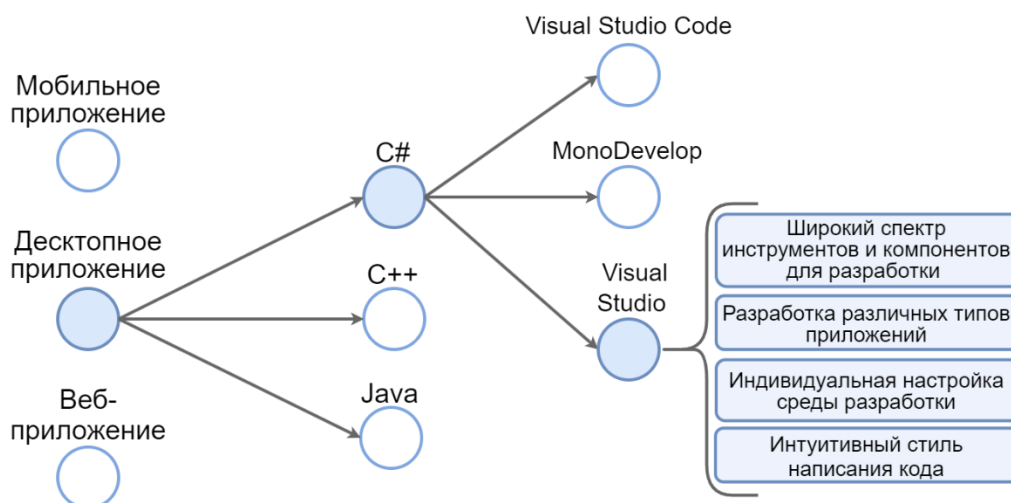 Visual Studio Code
Мобильное
приложение
C#
MonoDevelop
Десктопное
приложение
C++
Visual
Studio
Широкий спектр
инструментов и компонентов
для разработки
Разработка различных типов
приложений
Веб-
приложение
Java
Индивидуальная настройка
среды разработки
Интуитивный стиль
написания кода